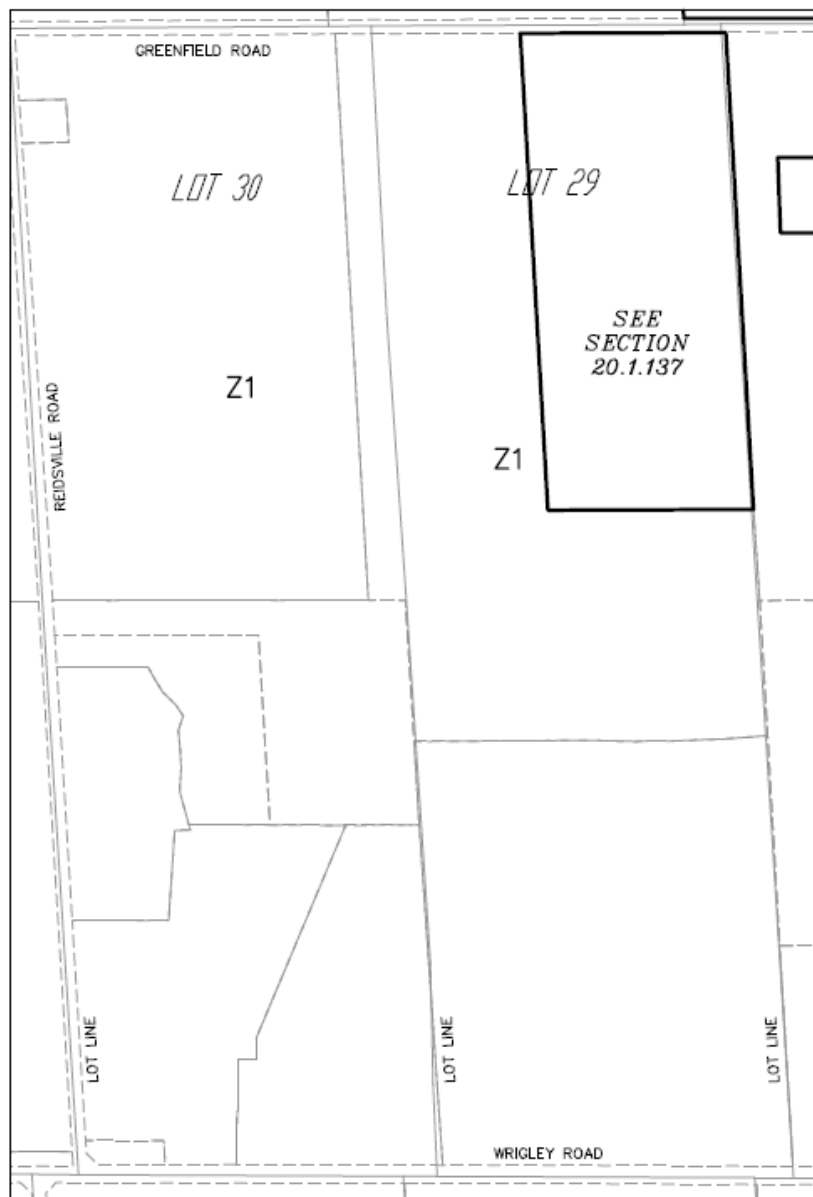 GREENFIELD ROAD
LOT 30
LOT 29
SEE
SECTION
20.1.137
Z1
REIDSVILLE ROAD
Z1
LOT LINE
LOT LINE
LOT LINE
WRIGLEY ROAD